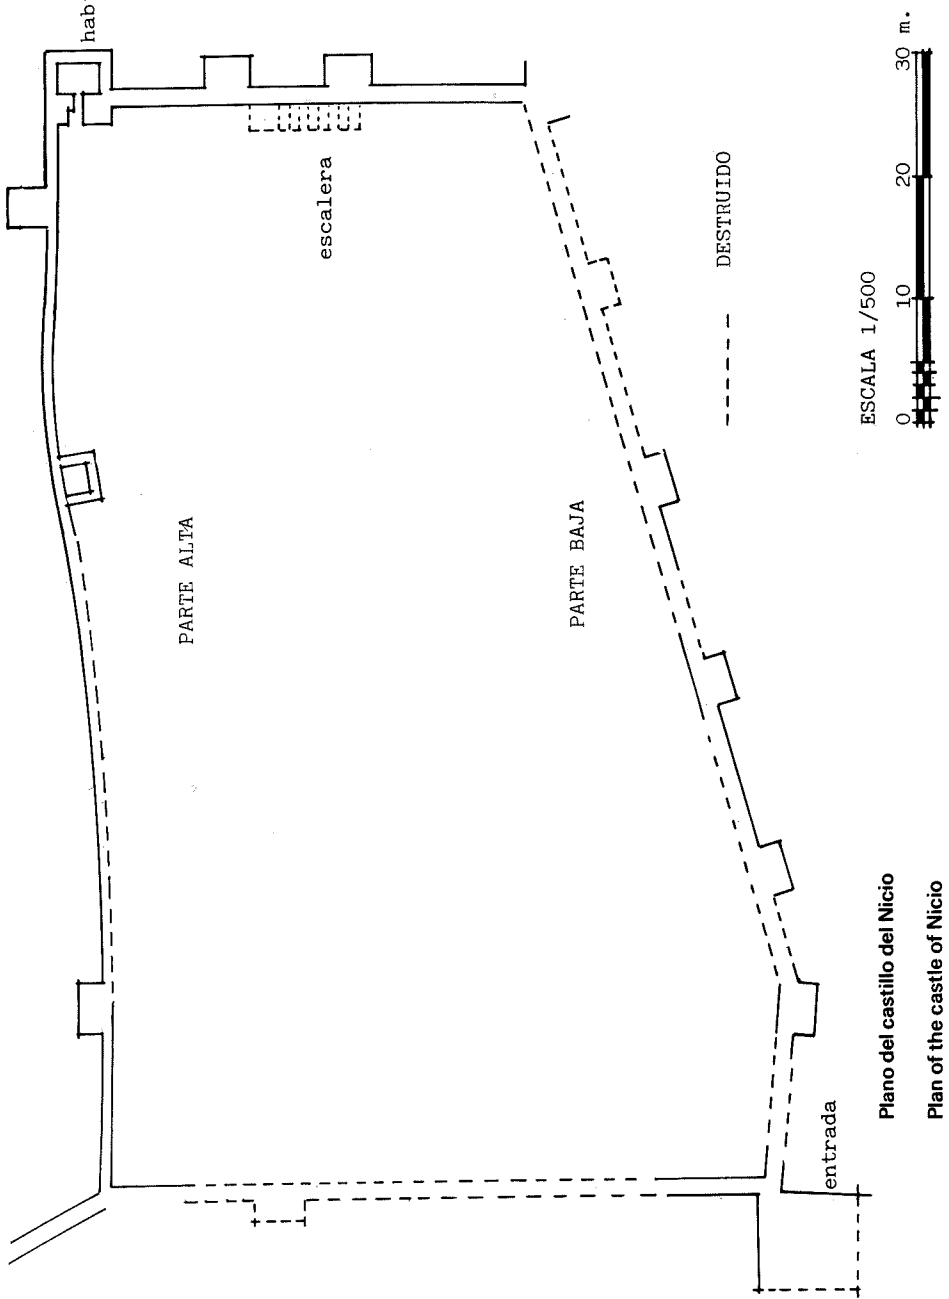 hab
escalera
PARTE ALTA
PARTE BAJA
DESTRUIDO
entrada
ESCALA 1/500
0 10 20 30 m.
Plano del castillo del Nicio
Plan of the castle of Nicio